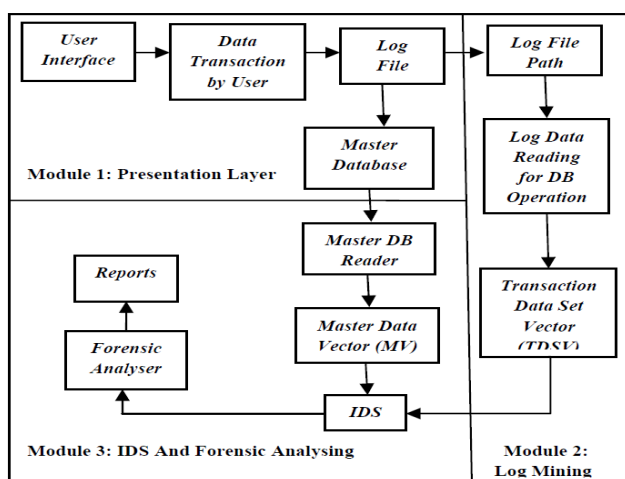 User
Interface
Data
Transaction
by User
Log
File
Log File
Path
Master
Database
Module 1: Presentation Layer
Log Data
Reading
for DB
Operation
Master DB
Reader
Reports
Transaction
Data Set
Vector
(TDSV)
Master Data
Vector (MV)
Forensic
Analyser
IDS
Module 3: IDS And Forensic Analysing
Module 2:
Log Mining